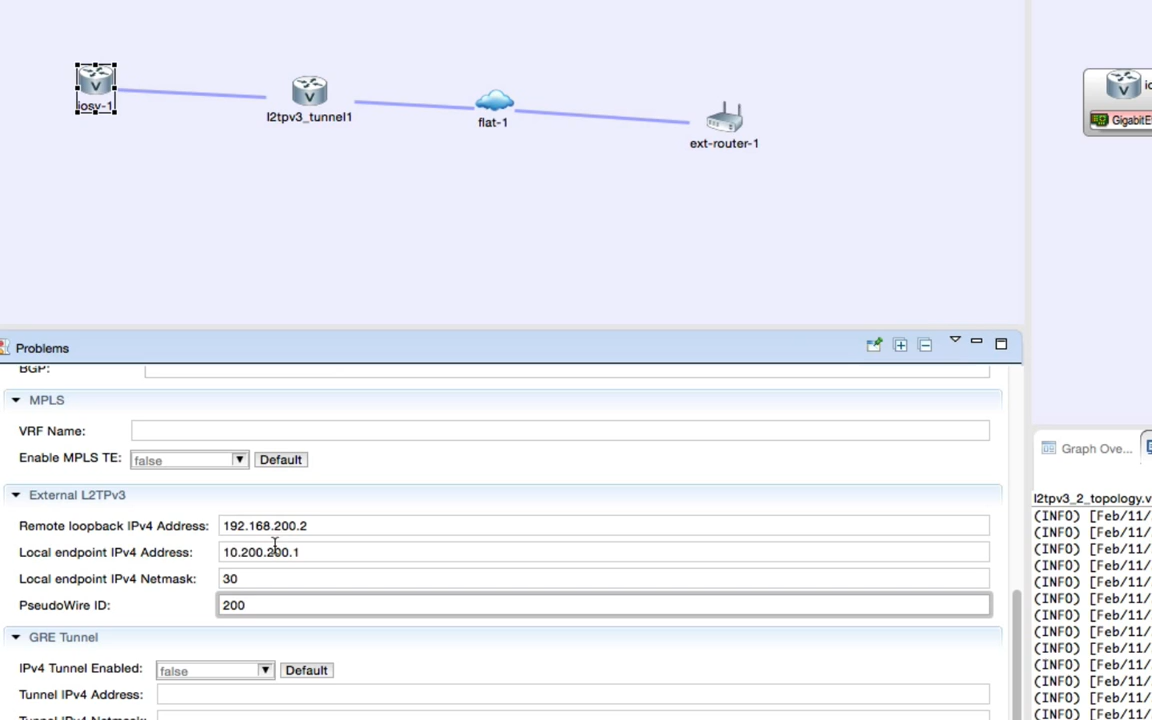 iosv-1
l2tpv3_tunnel1
flat-1
ext-router-1
Problems
BGP:
MPLS
VRF Name:
Enable MPLS TE: false Default
External L2TPv3
Remote loopback IPv4 Address: 192.168.200.2
Local endpoint IPv4 Address: 10.200.200.1
Local endpoint IPv4 Netmask: 30
PseudoWire ID: 200
GRE Tunnel
IPv4 Tunnel Enabled: false Default
Tunnel IPv4 Address:
Tunnel IPv4 Netmask:
io
GigabitE
Graph Ove...
l2tpv3_2_topology.v
(INFO) [Feb/11/
(INFO) [Feb/11/
(INFO) [Feb/11/
(INFO) [Feb/11/
(INFO) [Feb/11/
(INFO) [Feb/11/
(INFO) [Feb/11/
(INFO) [Feb/11/
(INFO) [Feb/11/
(INFO) [Feb/11/
(INFO) [Feb/11/
(INFO) [Feb/11/
(INFO) [Feb/11/